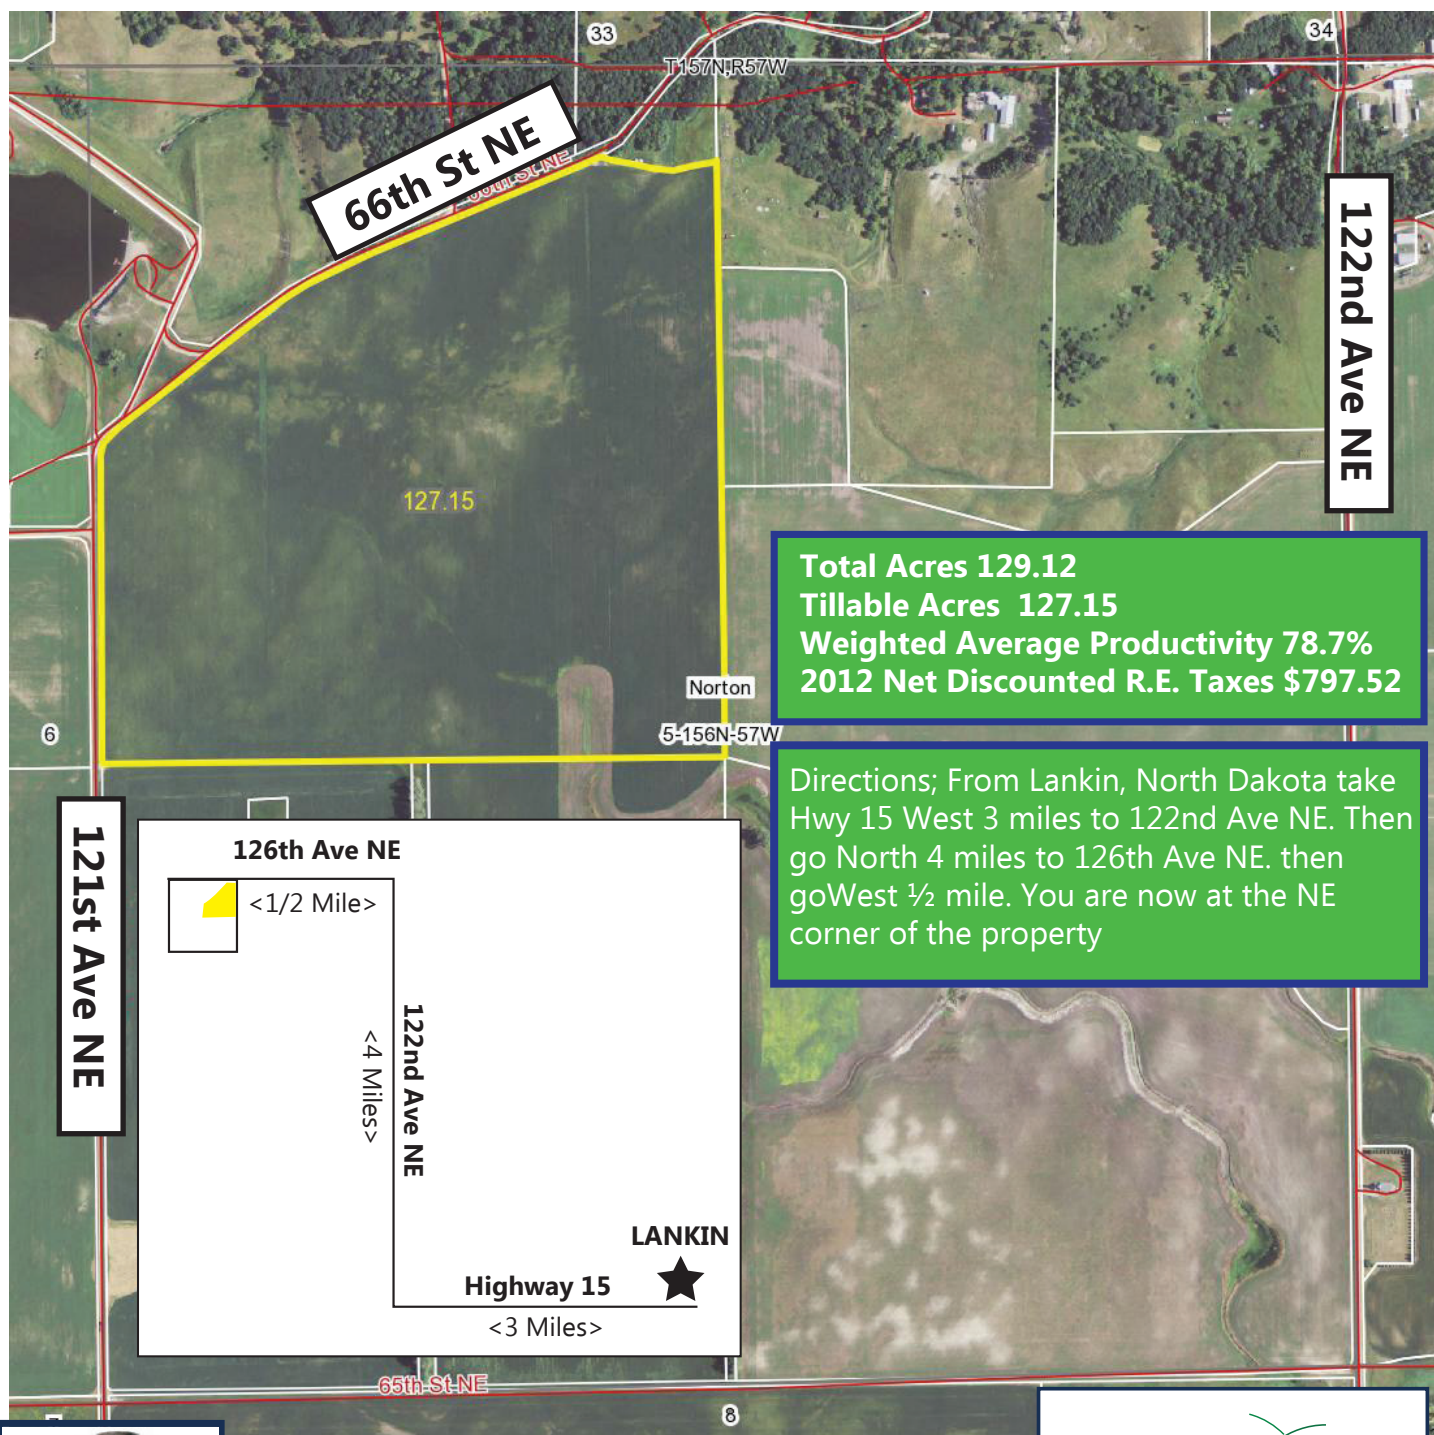 33
34
T157N,R57W
66th St NE
122nd Ave NE
127.15
Total Acres 129.12
Tillable Acres 127.15
Weighted Average Productivity 78.7%
2012 Net Discounted R.E. Taxes $797.52
Norton
6
5-156N-57W
Directions; From Lankin, North Dakota take
Hwy 15 West 3 miles to 122nd Ave NE. Then
go North 4 miles to 126th Ave NE. then
goWest ½ mile. You are now at the NE
corner of the property
121st Ave NE
126th Ave NE
<1/2 Mile>
122nd Ave NE
<4 Miles>
LANKIN
Highway 15
<3 Miles>
65th St NE
8